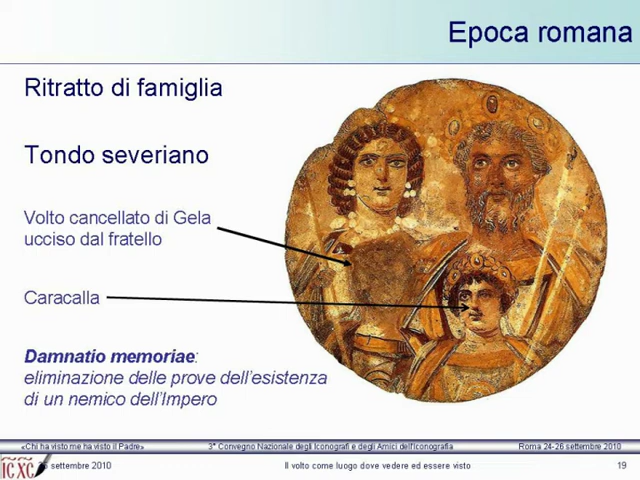 Epoca romana
Ritratto di famiglia
Tondo severiano
Volto cancellato di Gela
ucciso dal fratello
Caracalla
Damnatio memoriae:
eliminazione delle prove dell'esistenza
di un nemico dell'Impero
«Chi ha visto me ha visto il Padre» 3° Convegno Nazionale degli Iconografi e degli Amici dell'Iconografia Roma 24-26 settembre 2010
IC XC settembre 2010 Il volto come luogo dove vedere ed essere visto 19